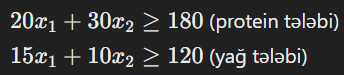 20x₁ + 30x₂ ≥ 180 (protein tələbi)
15x₁ + 10x₂ ≥ 120 (yağ tələbi)